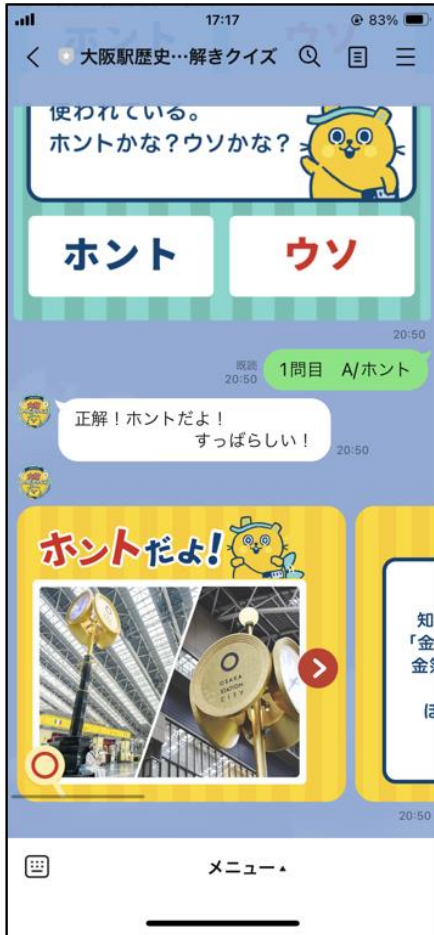 17:17
83%
大阪駅歴史…解きクイズ
使われている。
ホントかな?ウソかな?
ホント
ウソ
20:50
既読
20:50
1問目 A/ホント
正解!ホントだよ!
すっばらしい!
20:50
ホントだよ!
OSAKA
STATION
CITY
知
「金
金
ほ
20:50
メニュー